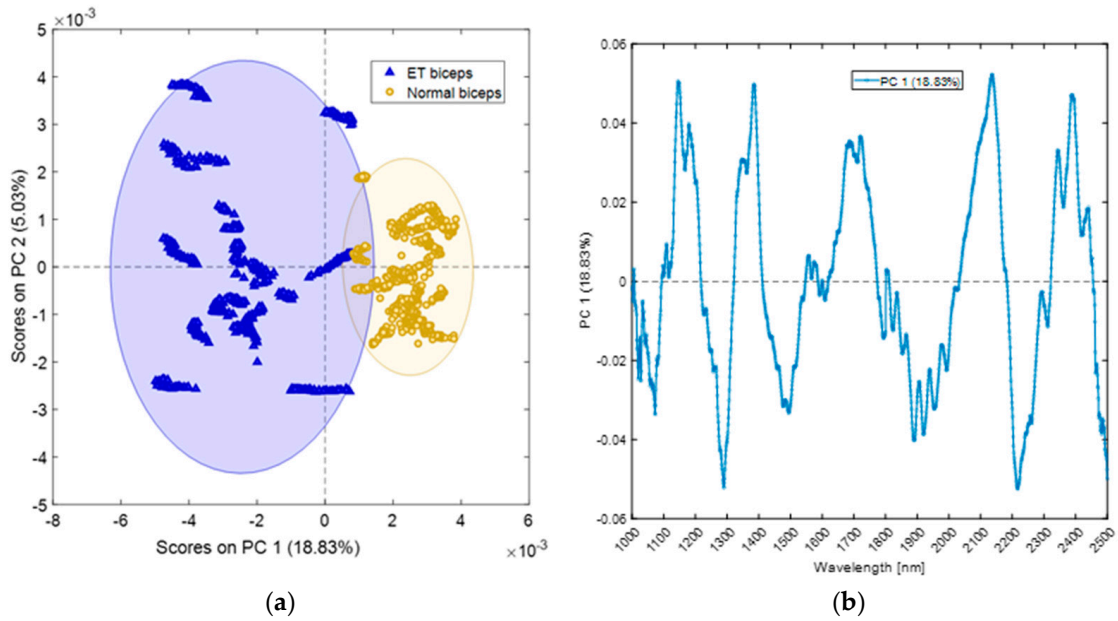 ×10⁻³
5
4
3
2
1
0
-1
-2
-3
-4
-5
Scores on PC 2 (5.03%)
ET biceps
Normal biceps
-8 -6 -4 -2 0 2 4 6
Scores on PC 1 (18.83%)
×10⁻³
(a)
0.06
0.04
0.02
0
-0.02
-0.04
-0.06
PC 1 (18.83%)
PC 1 (18.83%)
1000 1100 1200 1300 1400 1500 1600 1700 1800 1900 2000 2100 2200 2300 2400 2500
Wavelength [nm]
(b)